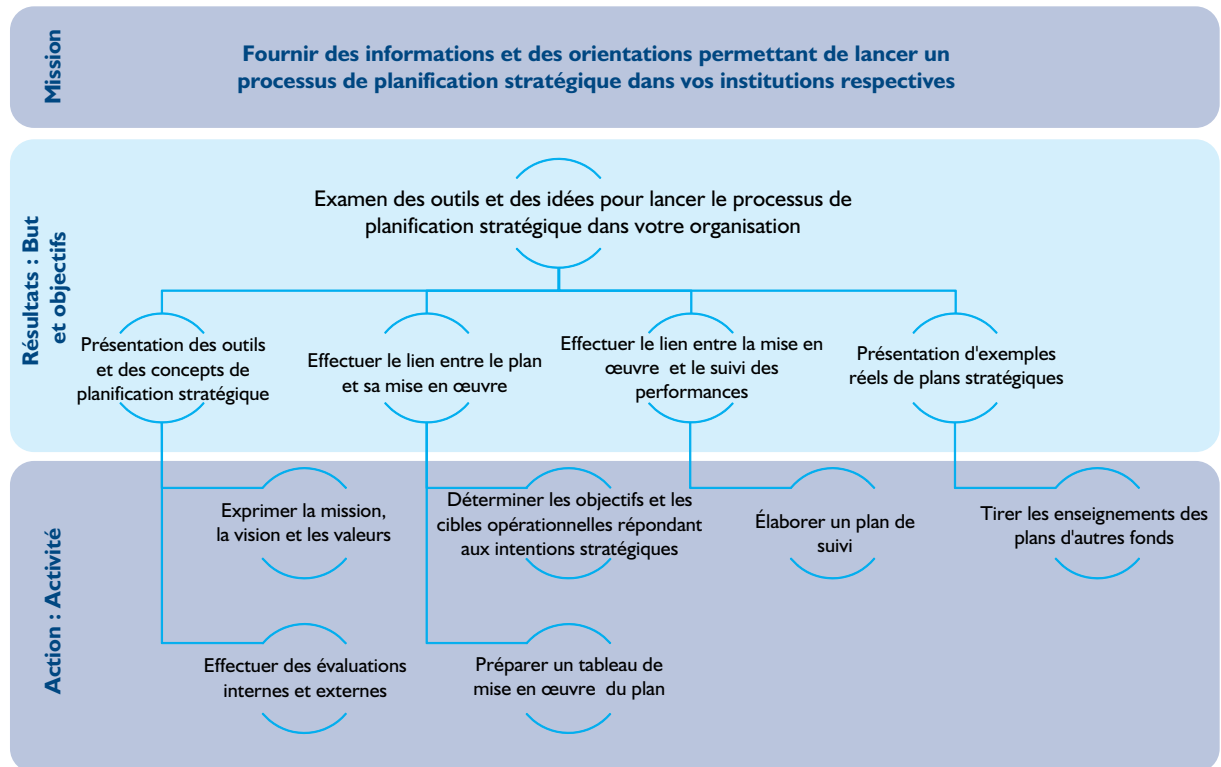 Mission
Fournir des informations et des orientations permettant de lancer un
processus de planification stratégique dans vos institutions respectives
Résultats : But
et objectifs
Examen des outils et des idées pour lancer le processus de
planification stratégique dans votre organisation
Présentation des outils
et des concepts de
planification stratégique
Effectuer le lien entre le plan
et sa mise en œuvre
Effectuer le lien entre la mise en
œuvre et le suivi des
performances
Présentation d'exemples
réels de plans stratégiques
Action : Activité
Exprimer la mission,
la vision et les valeurs
Déterminer les objectifs et les
cibles opérationnelles répondant
aux intentions stratégiques
Élaborer un plan de
suivi
Tirer les enseignements des
plans d'autres fonds
Effectuer des évaluations
internes et externes
Préparer un tableau de
mise en œuvre du plan